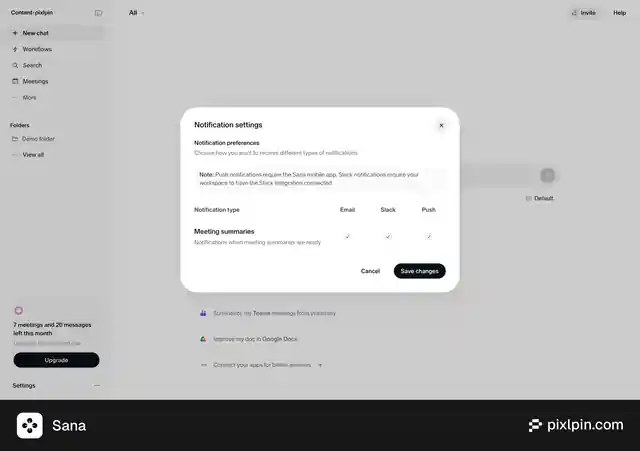 Content: pixlpin
New chat
Workflows
Search
Meetings
More
Folders
Demo folder
View all
7 meetings and 20 messages
left this month
Upgrade
Settings
All
Invite
Help
Notification settings
Notification preferences
Choose how you want to receive different types of notifications
Note: Push notifications require the Sana mobile app. Slack notifications require your
workspace to have the Slack integration connected.
Notification type Email Slack Push
Meeting summaries
Notifications when meeting summaries are ready
Cancel Save changes
Default
Summarize my Teams meetings from yesterday
Improve my doc in Google Docs
Connect your apps for better answers
Sana
pixlpin.com